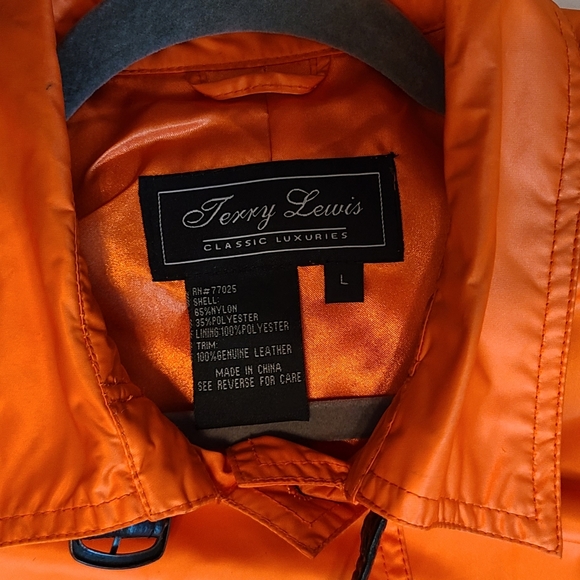 Terry Lewis
CLASSIC LUXURIES
L
RN#77025
SHELL:
65%NYLON
35%POLYESTER
LINING:100%POLYESTER
TRIM:
100%GENUINE LEATHER
MADE IN CHINA
SEE REVERSE FOR CARE